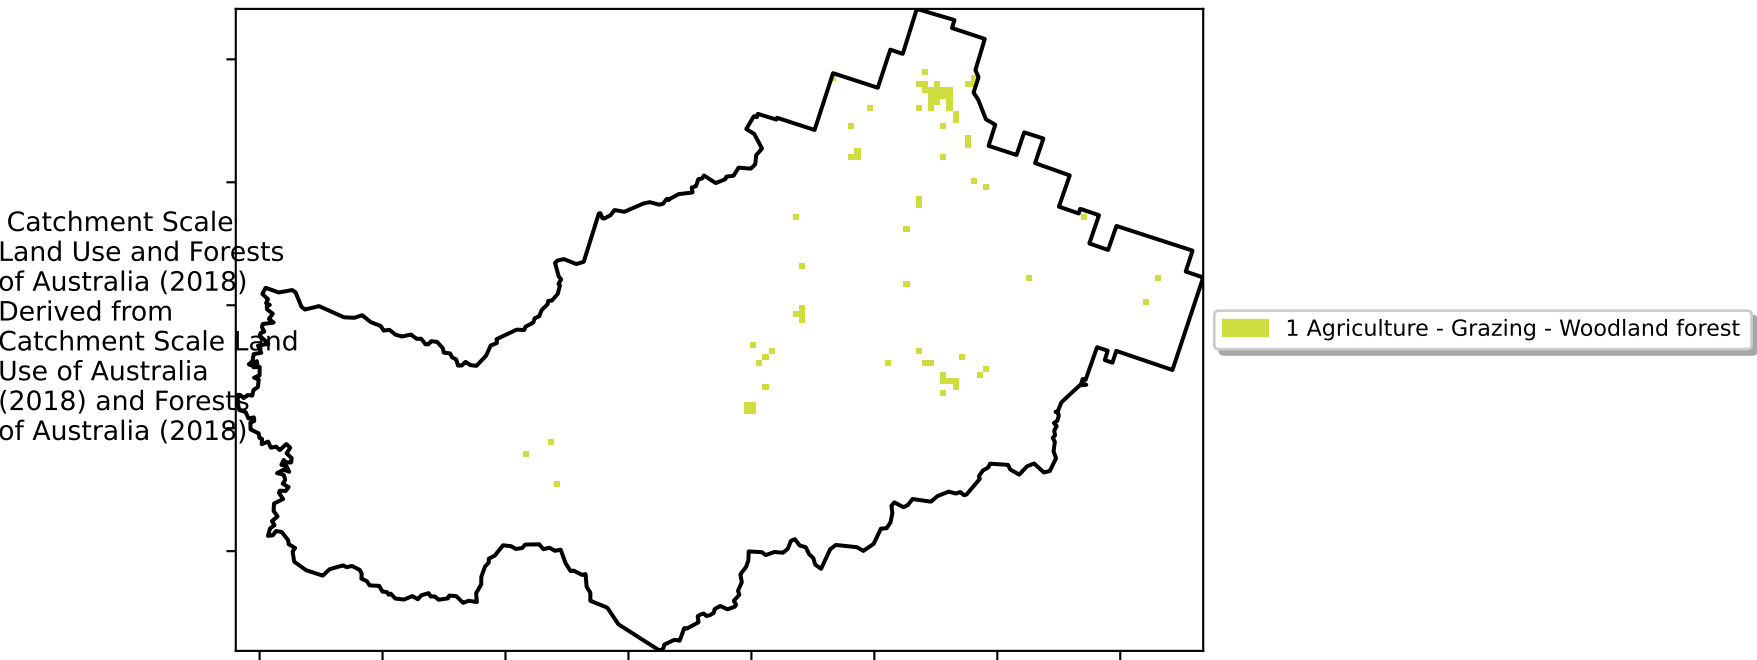 Catchment Scale
Land Use and Forests
of Australia (2018)
Derived from
Catchment Scale Land
Use of Australia
(2018) and Forests
of Australia (2018)
1 Agriculture - Grazing - Woodland forest